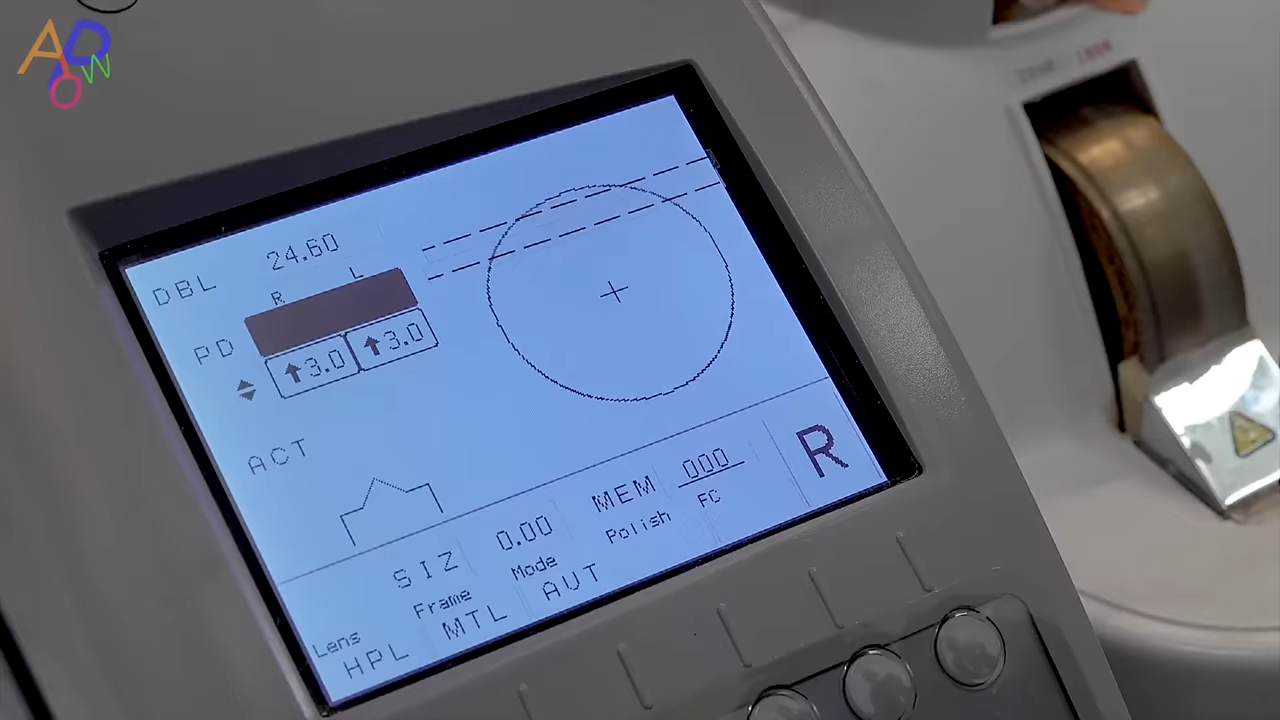 ADOW
DBL 24.60
R L
PD
↑3.0 ↑3.0
ACT
SIZ 0.00 MEM 000
Lens Frame Mode Polish FC
HPL MTL AUT
R